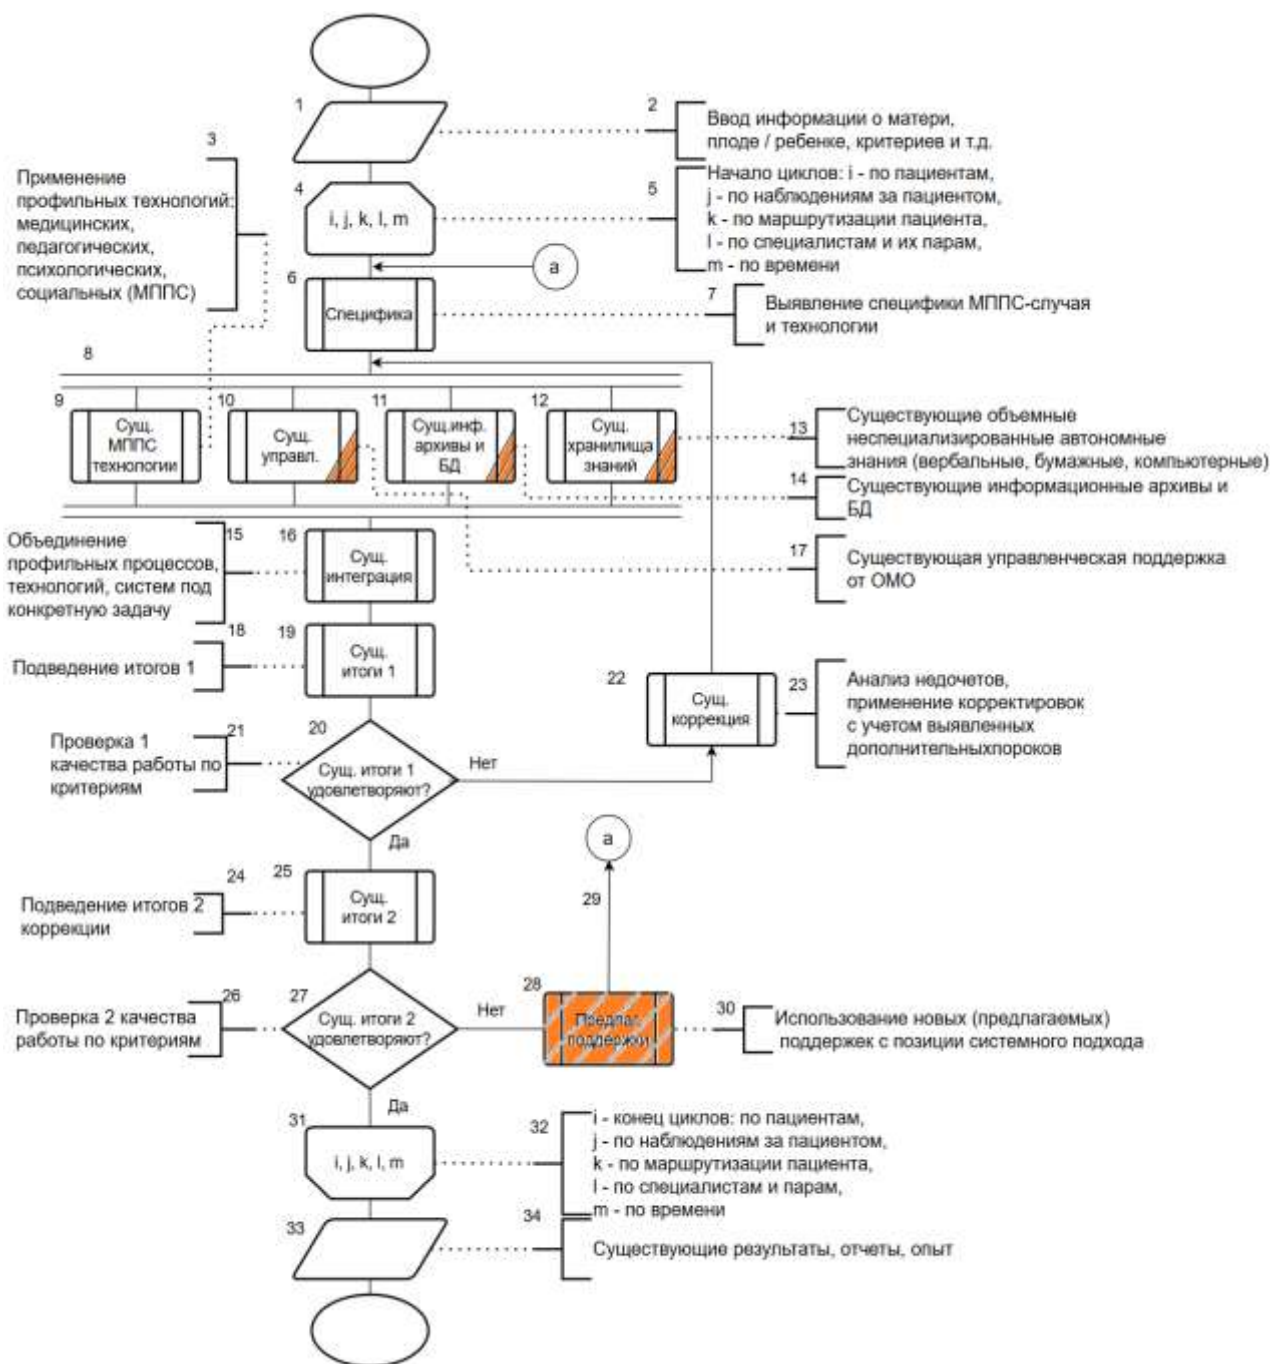 1
2
Ввод информации о матери,
плоде / ребенке, критериев и т.д.
3
Применение
профильных технологий:
медицинских,
педагогических,
психологических,
социальных (МППС)
4
i, j, k, l, m
5
Начало циклов: i - по пациентам,
j - по наблюдениям за пациентом,
k - по маршрутизации пациента,
l - по специалистам и их парам,
m - по времени
a
6
Специфика
7
Выявление специфики МППС-случая
и технологии
8
9
Сущ.
МППС
технологии
10
Сущ.
управл.
11
Сущ.инф.
архивы и
БД
12
Сущ.
хранилища
знаний
13
Существующие объемные
неспециализированные автономные
знания (вербальные, бумажные, компьютерные)
14
Существующие информационные архивы и
БД
15
Объединение
профильных процессов,
технологий, систем под
конкретную задачу
16
Сущ.
интеграция
17
Существующая управленческая поддержка
от ОМО
18
Подведение итогов 1
19
Сущ.
итоги 1
20
Сущ. итоги 1
удовлетворяют?
21
Проверка 1
качества работы по
критериям
Нет
22
Сущ.
коррекция
23
Анализ недочетов,
применение корректировок
с учетом выявленных
дополнительныхпороков
Да
a
24
Подведение итогов 2
коррекции
25
Сущ.
итоги 2
29
26
Проверка 2 качества
работы по критериям
27
Сущ. итоги 2
удовлетворяют?
Нет
28
Предлаг.
поддержки
30
Использование новых (предлагаемых)
поддержек с позиции системного подхода
Да
31
i, j, k, l, m
32
i - конец циклов: по пациентам,
j - по наблюдениям за пациентом,
k - по маршрутизации пациента,
l - по специалистам и парам,
m - по времени
33
34
Существующие результаты, отчеты, опыт